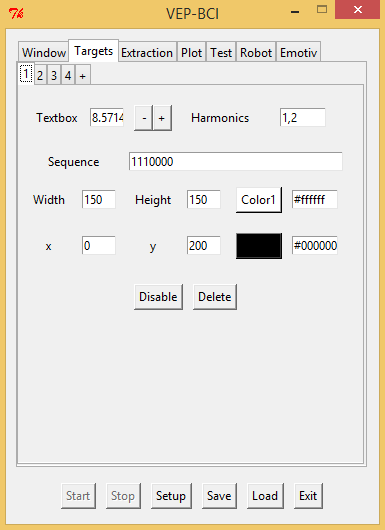 VEP-BCI
Window Targets Extraction Plot Test Robot Emotiv
1 2 3 4 +
Textbox 8.5714 - + Harmonics 1,2
Sequence 1110000
Width 150 Height 150 Color1 #ffffff
x 0 y 200 #000000
Disable Delete
Start Stop Setup Save Load Exit